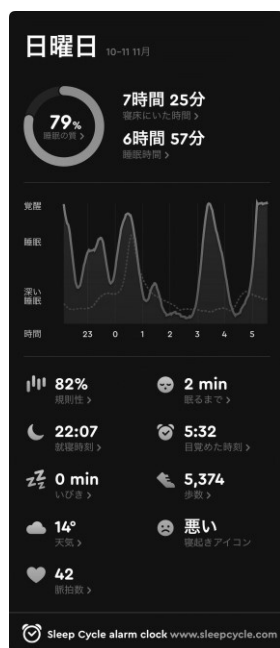 日曜日 10-11 11月
79%
睡眠の質 >
7時間 25分
寝床にいた時間 >
6時間 57分
睡眠時間 >
覚醒
睡眠
深い
睡眠
時間 23 0 1 2 3 4 5
82%
規則性 >
2 min
眠るまで >
22:07
就寝時刻 >
5:32
目覚めた時刻 >
0 min
いびき >
5,374
歩数 >
14°
天気 >
悪い
寝起きアイコン
42
脈拍数 >
Sleep Cycle alarm clock www.sleepcycle.com